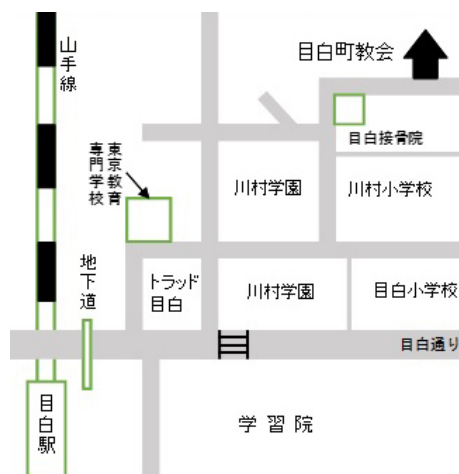 山手線
目白町教会
目白接骨院
東京教育
専門学校
川村学園
川村小学校
地下道
トラッド
目白
川村学園
目白小学校
目白通り
目白駅
学習院